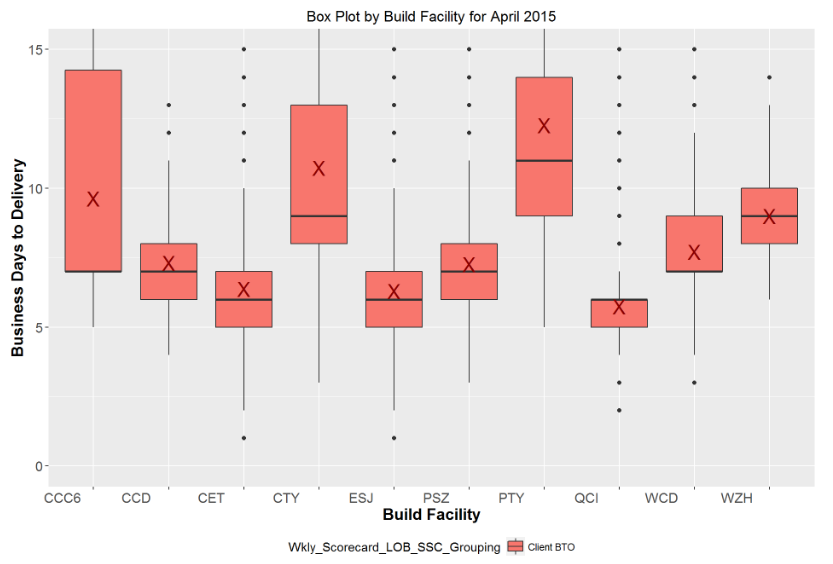 Box Plot by Build Facility for April 2015
Business Days to Delivery
15
10
5
0
X X X X X X X X X X
CCC6 CCD CET CTY ESJ PSZ PTY QCI WCD WZH
Build Facility
Wkly_Scorecard_LOB_SSC_Grouping Client BTO